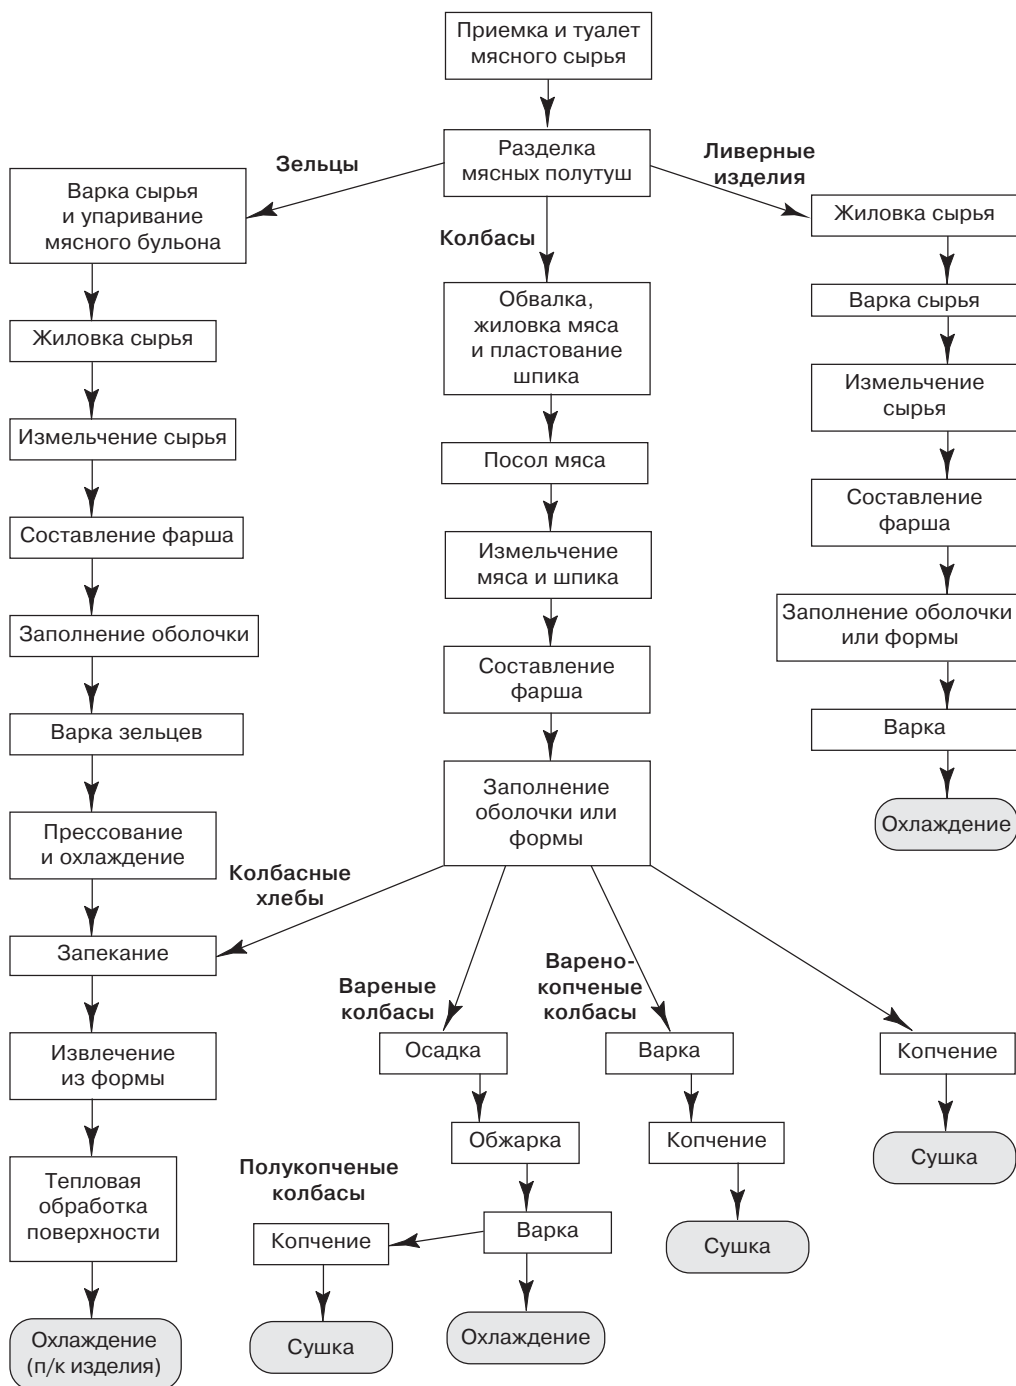 Приемка и туалет
мясного сырья
Разделка
мясных полутуш
Зельцы
Ливерные
изделия
Колбасы
Варка сырья
и упаривание
мясного бульона
Жиловка сырья
Измельчение сырья
Составление фарша
Заполнение оболочки
Варка зельцев
Прессование
и охлаждение
Запекание
Извлечение
из формы
Тепловая
обработка
поверхности
Охлаждение
(п/к изделия)
Обвалка,
жиловка мяса
и пластование
шпика
Посол мяса
Измельчение
мяса и шпика
Составление
фарша
Заполнение
оболочки или
формы
Жиловка сырья
Варка сырья
Измельчение
сырья
Составление
фарша
Заполнение оболочки
или формы
Варка
Охлаждение
Колбасные
хлебы
Вареные
колбасы
Варено-
копченые
колбасы
Осадка
Обжарка
Варка
Охлаждение
Полукопченые
колбасы
Копчение
Сушка
Варка
Копчение
Сушка
Копчение
Сушка